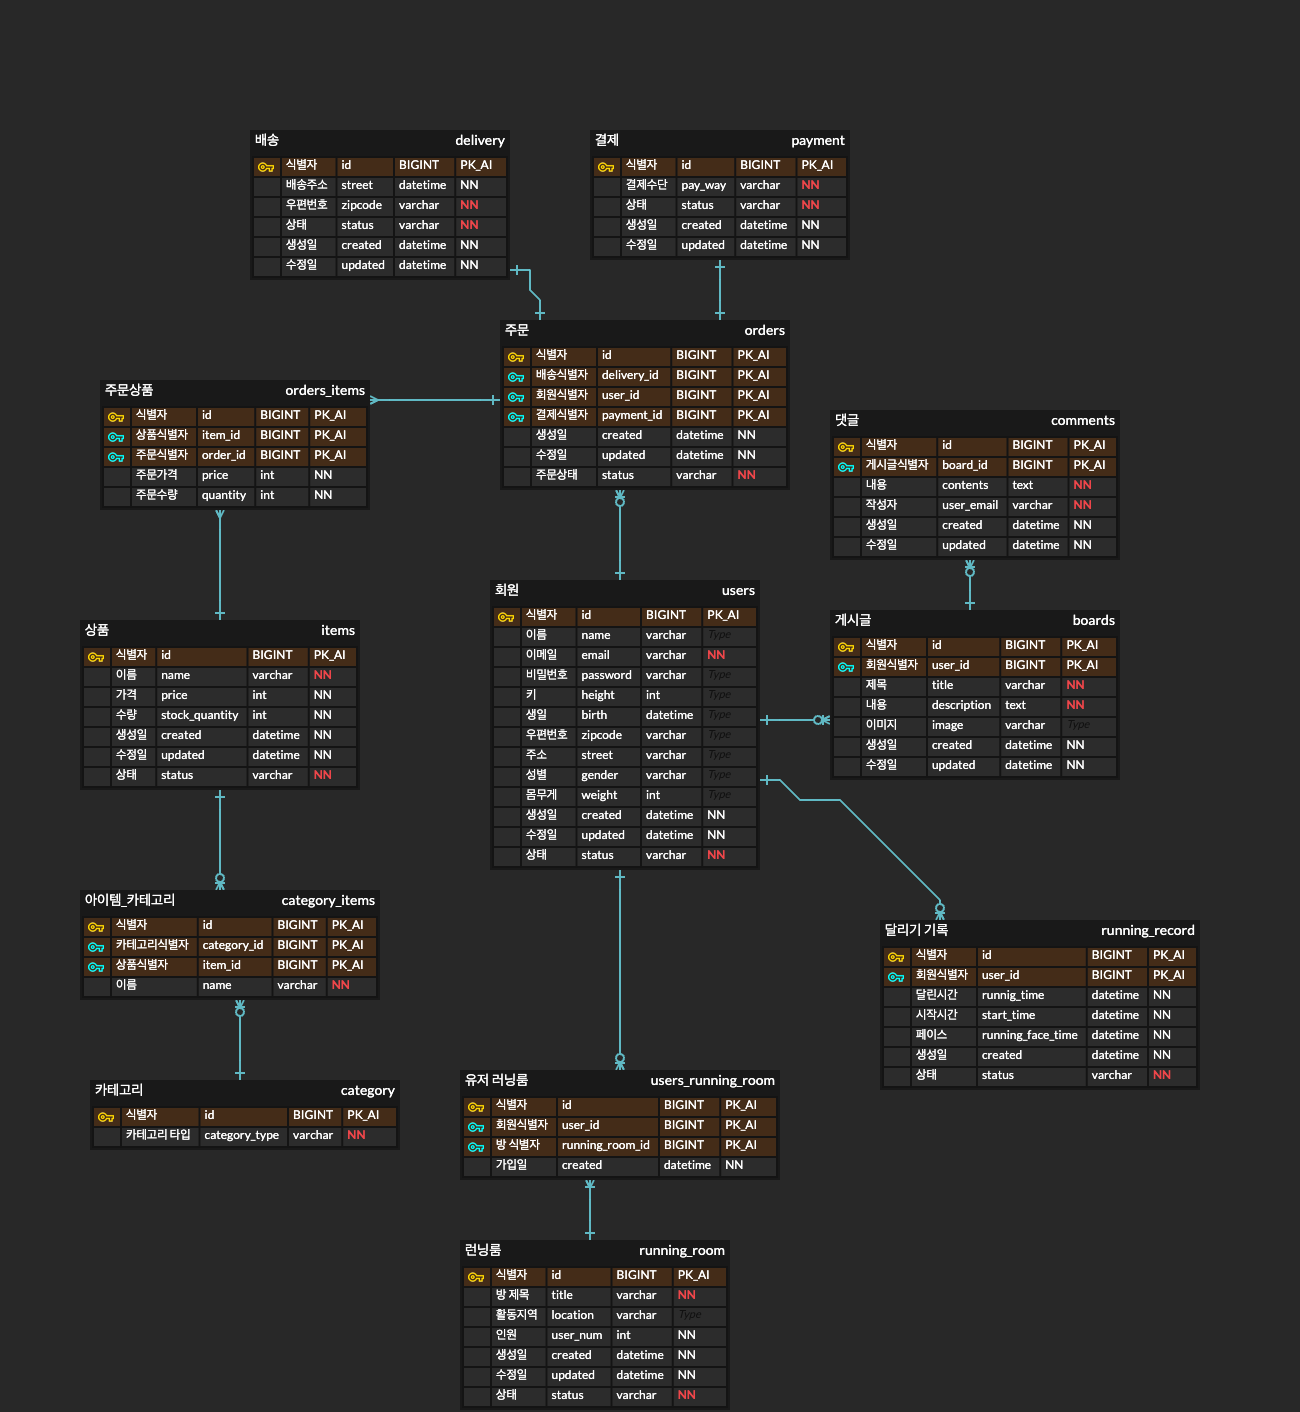 배송 delivery
식별자 id BIGINT PK_AI
배송주소 street datetime NN
우편번호 zipcode varchar NN
상태 status varchar NN
생성일 created datetime NN
수정일 updated datetime NN
결제 payment
식별자 id BIGINT PK_AI
결제수단 pay_way varchar NN
상태 status varchar NN
생성일 created datetime NN
수정일 updated datetime NN
주문 orders
식별자 id BIGINT PK_AI
배송식별자 delivery_id BIGINT PK_AI
회원식별자 user_id BIGINT PK_AI
결제식별자 payment_id BIGINT PK_AI
생성일 created datetime NN
수정일 updated datetime NN
주문상태 status varchar NN
주문상품 orders_items
식별자 id BIGINT PK_AI
상품식별자 item_id BIGINT PK_AI
주문식별자 order_id BIGINT PK_AI
주문가격 price int NN
주문수량 quantity int NN
댓글 comments
식별자 id BIGINT PK_AI
게시글식별자 board_id BIGINT PK_AI
내용 contents text NN
작성자 user_email varchar NN
생성일 created datetime NN
수정일 updated datetime NN
회원 users
식별자 id BIGINT PK_AI
이름 name varchar Type
이메일 email varchar NN
비밀번호 password varchar Type
키 height int Type
생일 birth datetime Type
우편번호 zipcode varchar Type
주소 street varchar Type
성별 gender varchar Type
몸무게 weight int Type
생성일 created datetime NN
수정일 updated datetime NN
상태 status varchar NN
게시글 boards
식별자 id BIGINT PK_AI
회원식별자 user_id BIGINT PK_AI
제목 title varchar NN
내용 description text NN
이미지 image varchar Type
생성일 created datetime NN
수정일 updated datetime NN
상품 items
식별자 id BIGINT PK_AI
이름 name varchar NN
가격 price int NN
수량 stock_quantity int NN
생성일 created datetime NN
수정일 updated datetime NN
상태 status varchar NN
아이템_카테고리 category_items
식별자 id BIGINT PK_AI
카테고리식별자 category_id BIGINT PK_AI
상품식별자 item_id BIGINT PK_AI
이름 name varchar NN
달리기 기록 running_record
식별자 id BIGINT PK_AI
회원식별자 user_id BIGINT PK_AI
달린시간 runnig_time datetime NN
시작시간 start_time datetime NN
페이스 running_face_time datetime NN
생성일 created datetime NN
상태 status varchar NN
카테고리 category
식별자 id BIGINT PK_AI
카테고리 타입 category_type varchar NN
유저 러닝룸 users_running_room
식별자 id BIGINT PK_AI
회원식별자 user_id BIGINT PK_AI
방 식별자 running_room_id BIGINT PK_AI
가입일 created datetime NN
런닝룸 running_room
식별자 id BIGINT PK_AI
방 제목 title varchar NN
활동지역 location varchar Type
인원 user_num int NN
생성일 created datetime NN
수정일 updated datetime NN
상태 status varchar NN